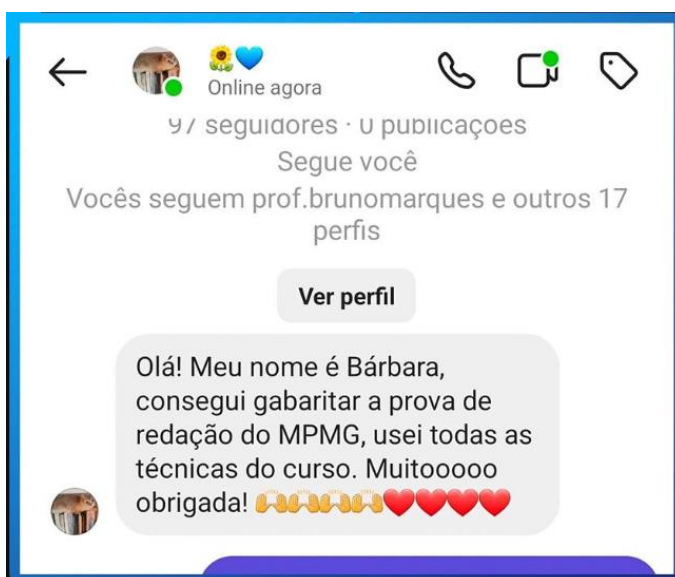 🌻💙
Online agora
97 seguidores · 0 publicações
Segue você
Vocês seguem prof.brunomarques e outros 17
perfis
Ver perfil
Olá! Meu nome é Bárbara,
consegui gabaritar a prova de
redação do MPMG, usei todas as
técnicas do curso. Muitooooo
obrigada! 🙌🙌🙌🙌❤️❤️❤️❤️